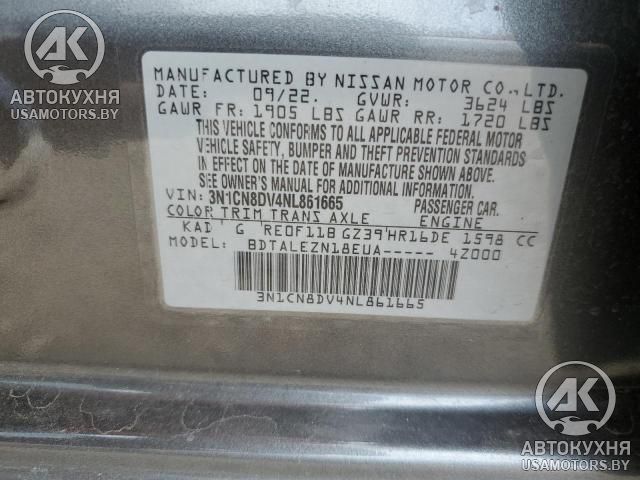 AK
АВТОКУХНЯ
USAMOTORS.BY
MANUFACTURED BY NISSAN MOTOR CO., LTD.
DATE: 09/22. GVWR: 3624 LBS
GAWR FR: 1905 LBS GAWR RR: 1720 LBS
THIS VEHICLE CONFORMS TO ALL APPLICABLE FEDERAL MOTOR
VEHICLE SAFETY, BUMPER AND THEFT PREVENTION STANDARDS
IN EFFECT ON THE DATE OF MANUFACTURE SHOWN ABOVE.
SEE OWNER'S MANUAL FOR ADDITIONAL INFORMATION
VIN: 3N1CN8DV4NL861665 PASSENGER CAR.
COLOR TRIM TRANS AXLE ENGINE
KAD G RE0F11B GZ39 HR16DE 1598 CC
MODEL: BDTALEZN18EUA----- 4Z000
3N1CN8DV4NL861665
AK
АВТОКУХНЯ
USAMOTORS.BY